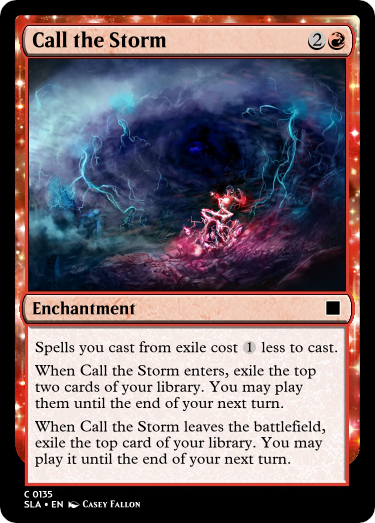 Call the Storm 2
Enchantment
Spells you cast from exile cost 1 less to cast.
When Call the Storm enters, exile the top
two cards of your library. You may play
them until the end of your next turn.
When Call the Storm leaves the battlefield,
exile the top card of your library. You may
play it until the end of your next turn.
C 0135
SLA • EN Casey Fallon